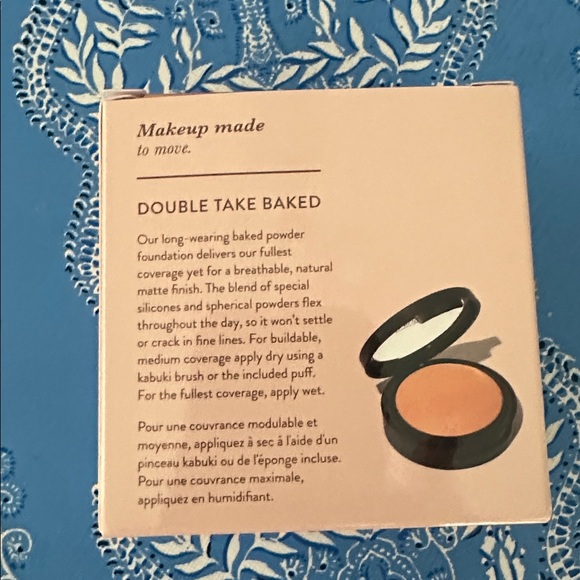 Makeup made
to move.
DOUBLE TAKE BAKED
Our long-wearing baked powder
foundation delivers our fullest
coverage yet for a breathable, natural
matte finish. The blend of special
silicones and spherical powders flex
throughout the day, so it won't settle
or crack in fine lines. For buildable,
medium coverage apply dry using a
kabuki brush or the included puff.
For the fullest coverage, apply wet.
Pour une couvrance modulable et
moyenne, appliquez à sec à l'aide d'un
pinceau kabuki ou de l'éponge incluse.
Pour une couvrance maximale,
appliquez en humidifiant.